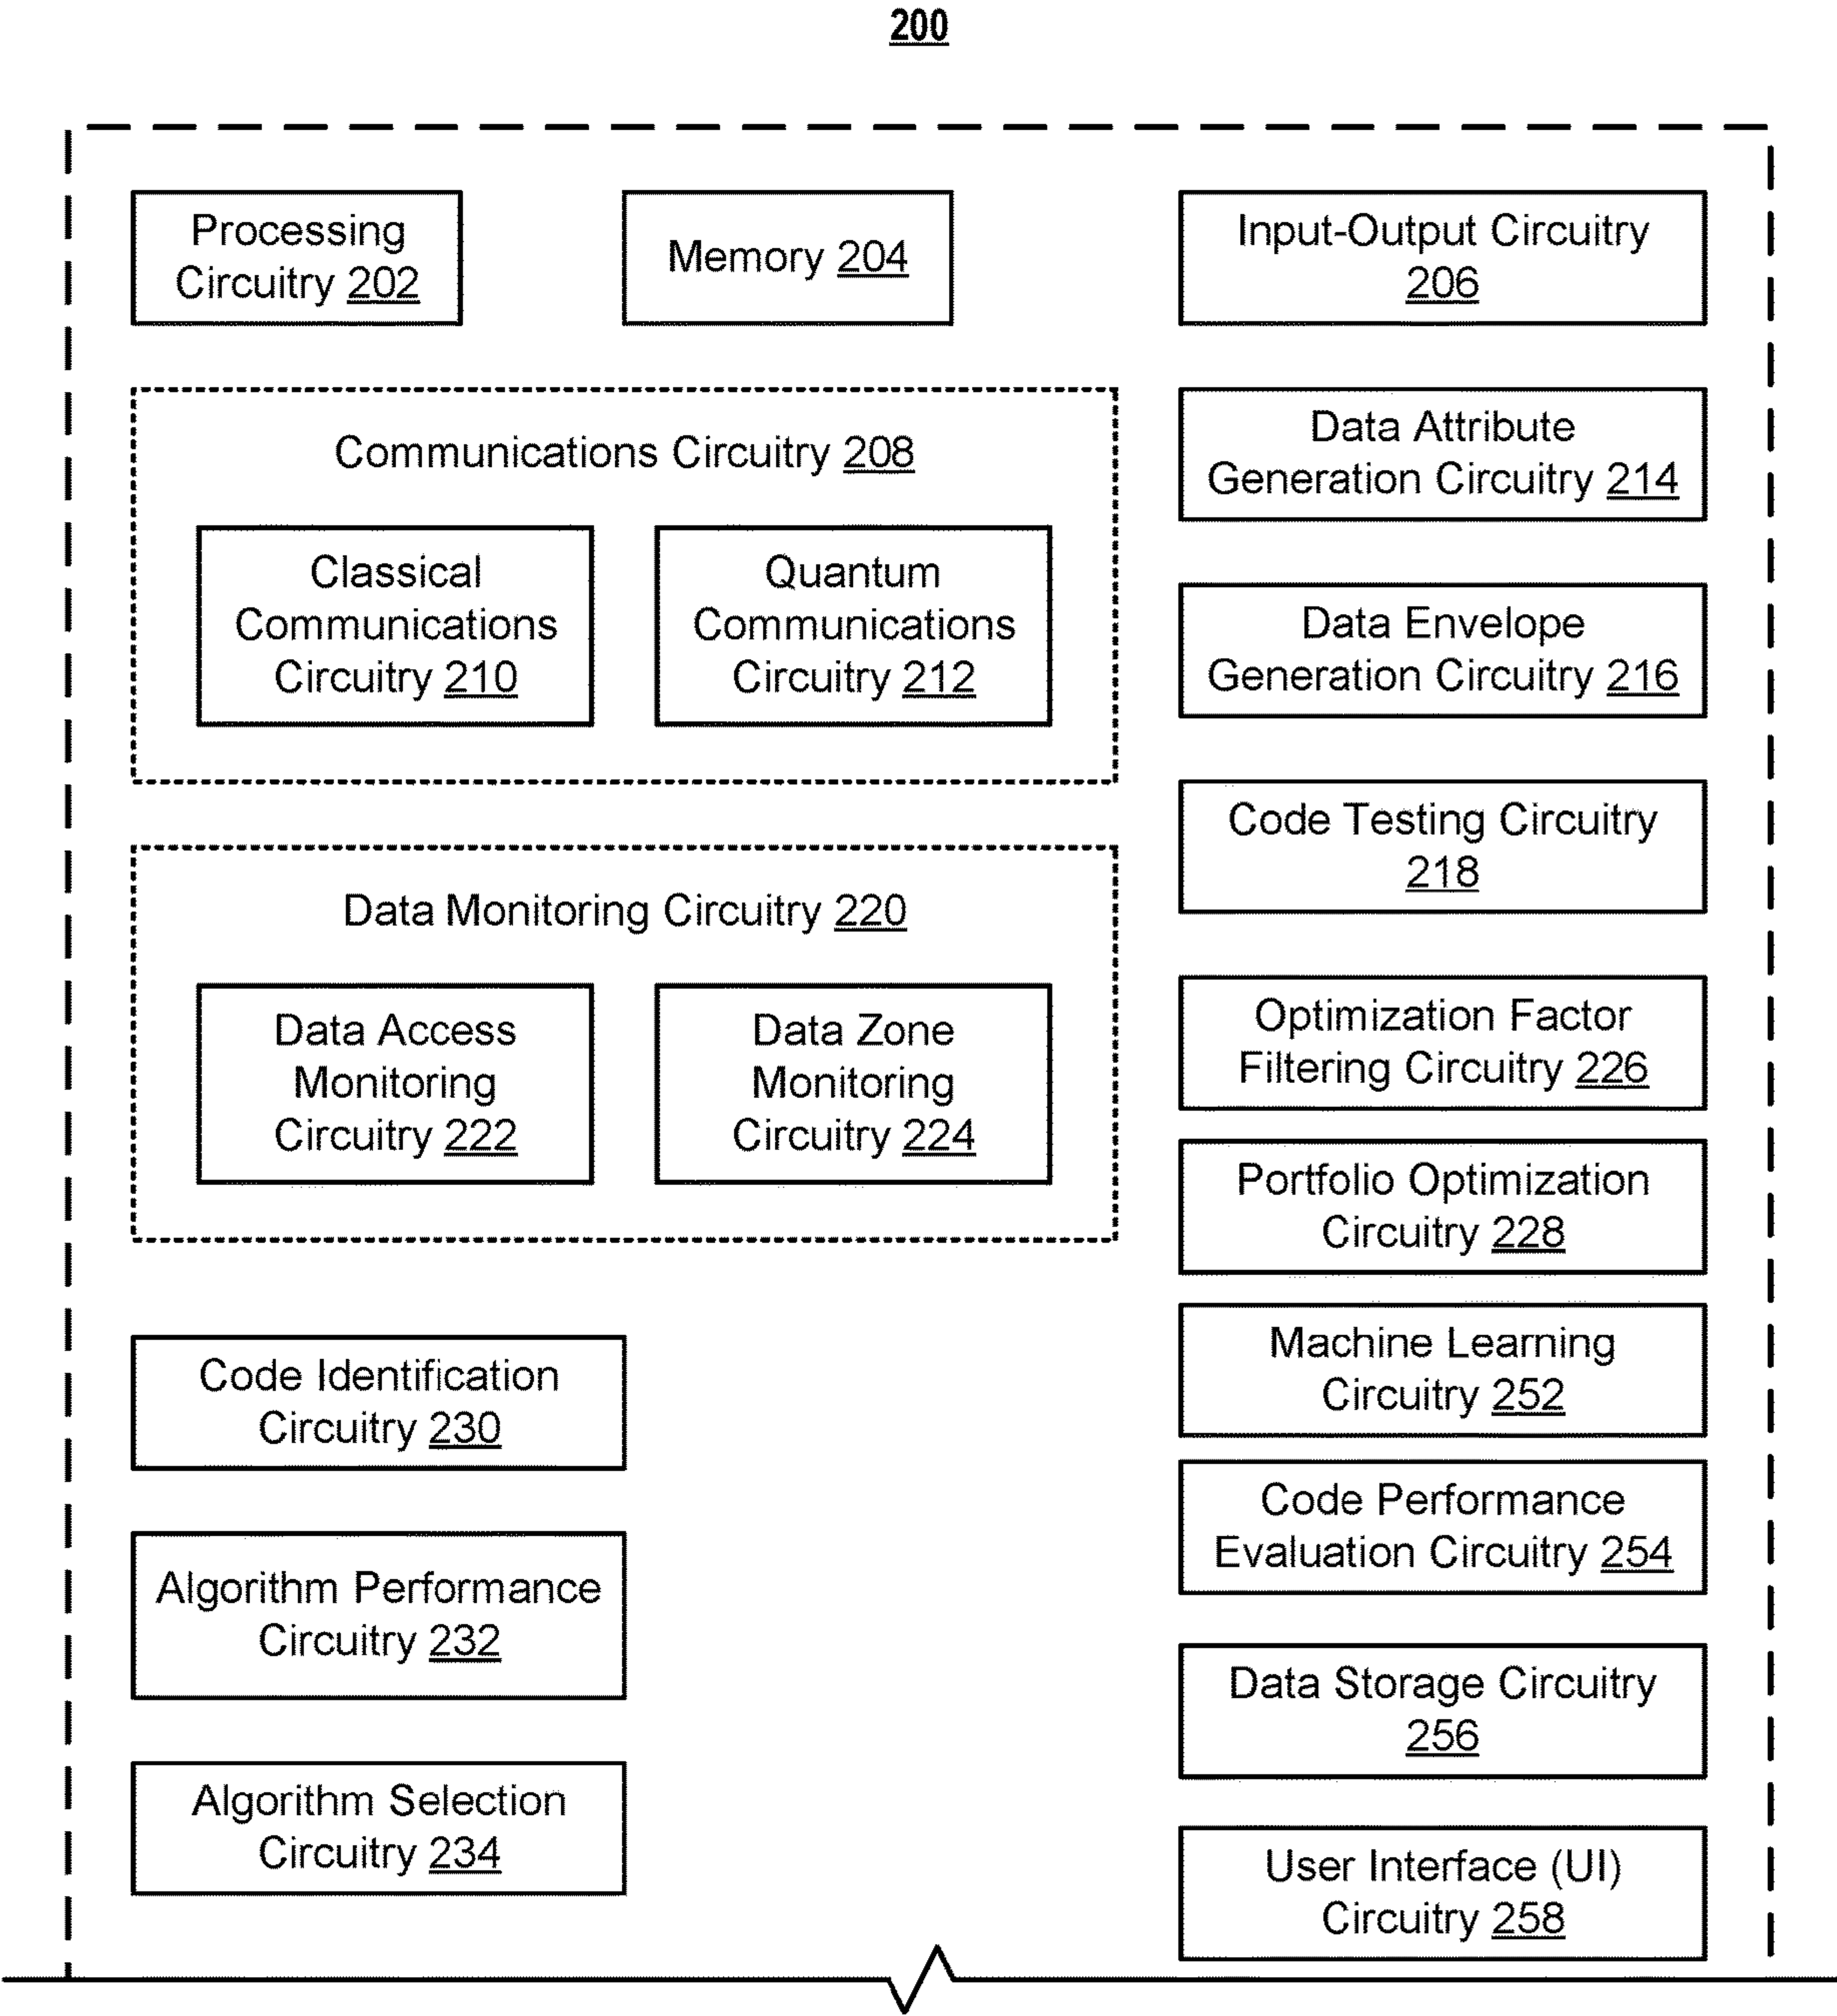 200
Processing
Circuitry 202
Memory 204
Input-Output Circuitry
206
Communications Circuitry 208
Classical
Communications
Circuitry 210
Quantum
Communications
Circuitry 212
Data Attribute
Generation Circuitry 214
Data Envelope
Generation Circuitry 216
Code Testing Circuitry
218
Data Monitoring Circuitry 220
Data Access
Monitoring
Circuitry 222
Data Zone
Monitoring
Circuitry 224
Optimization Factor
Filtering Circuitry 226
Portfolio Optimization
Circuitry 228
Machine Learning
Circuitry 252
Code Identification
Circuitry 230
Code Performance
Evaluation Circuitry 254
Algorithm Performance
Circuitry 232
Data Storage Circuitry
256
Algorithm Selection
Circuitry 234
User Interface (UI)
Circuitry 258